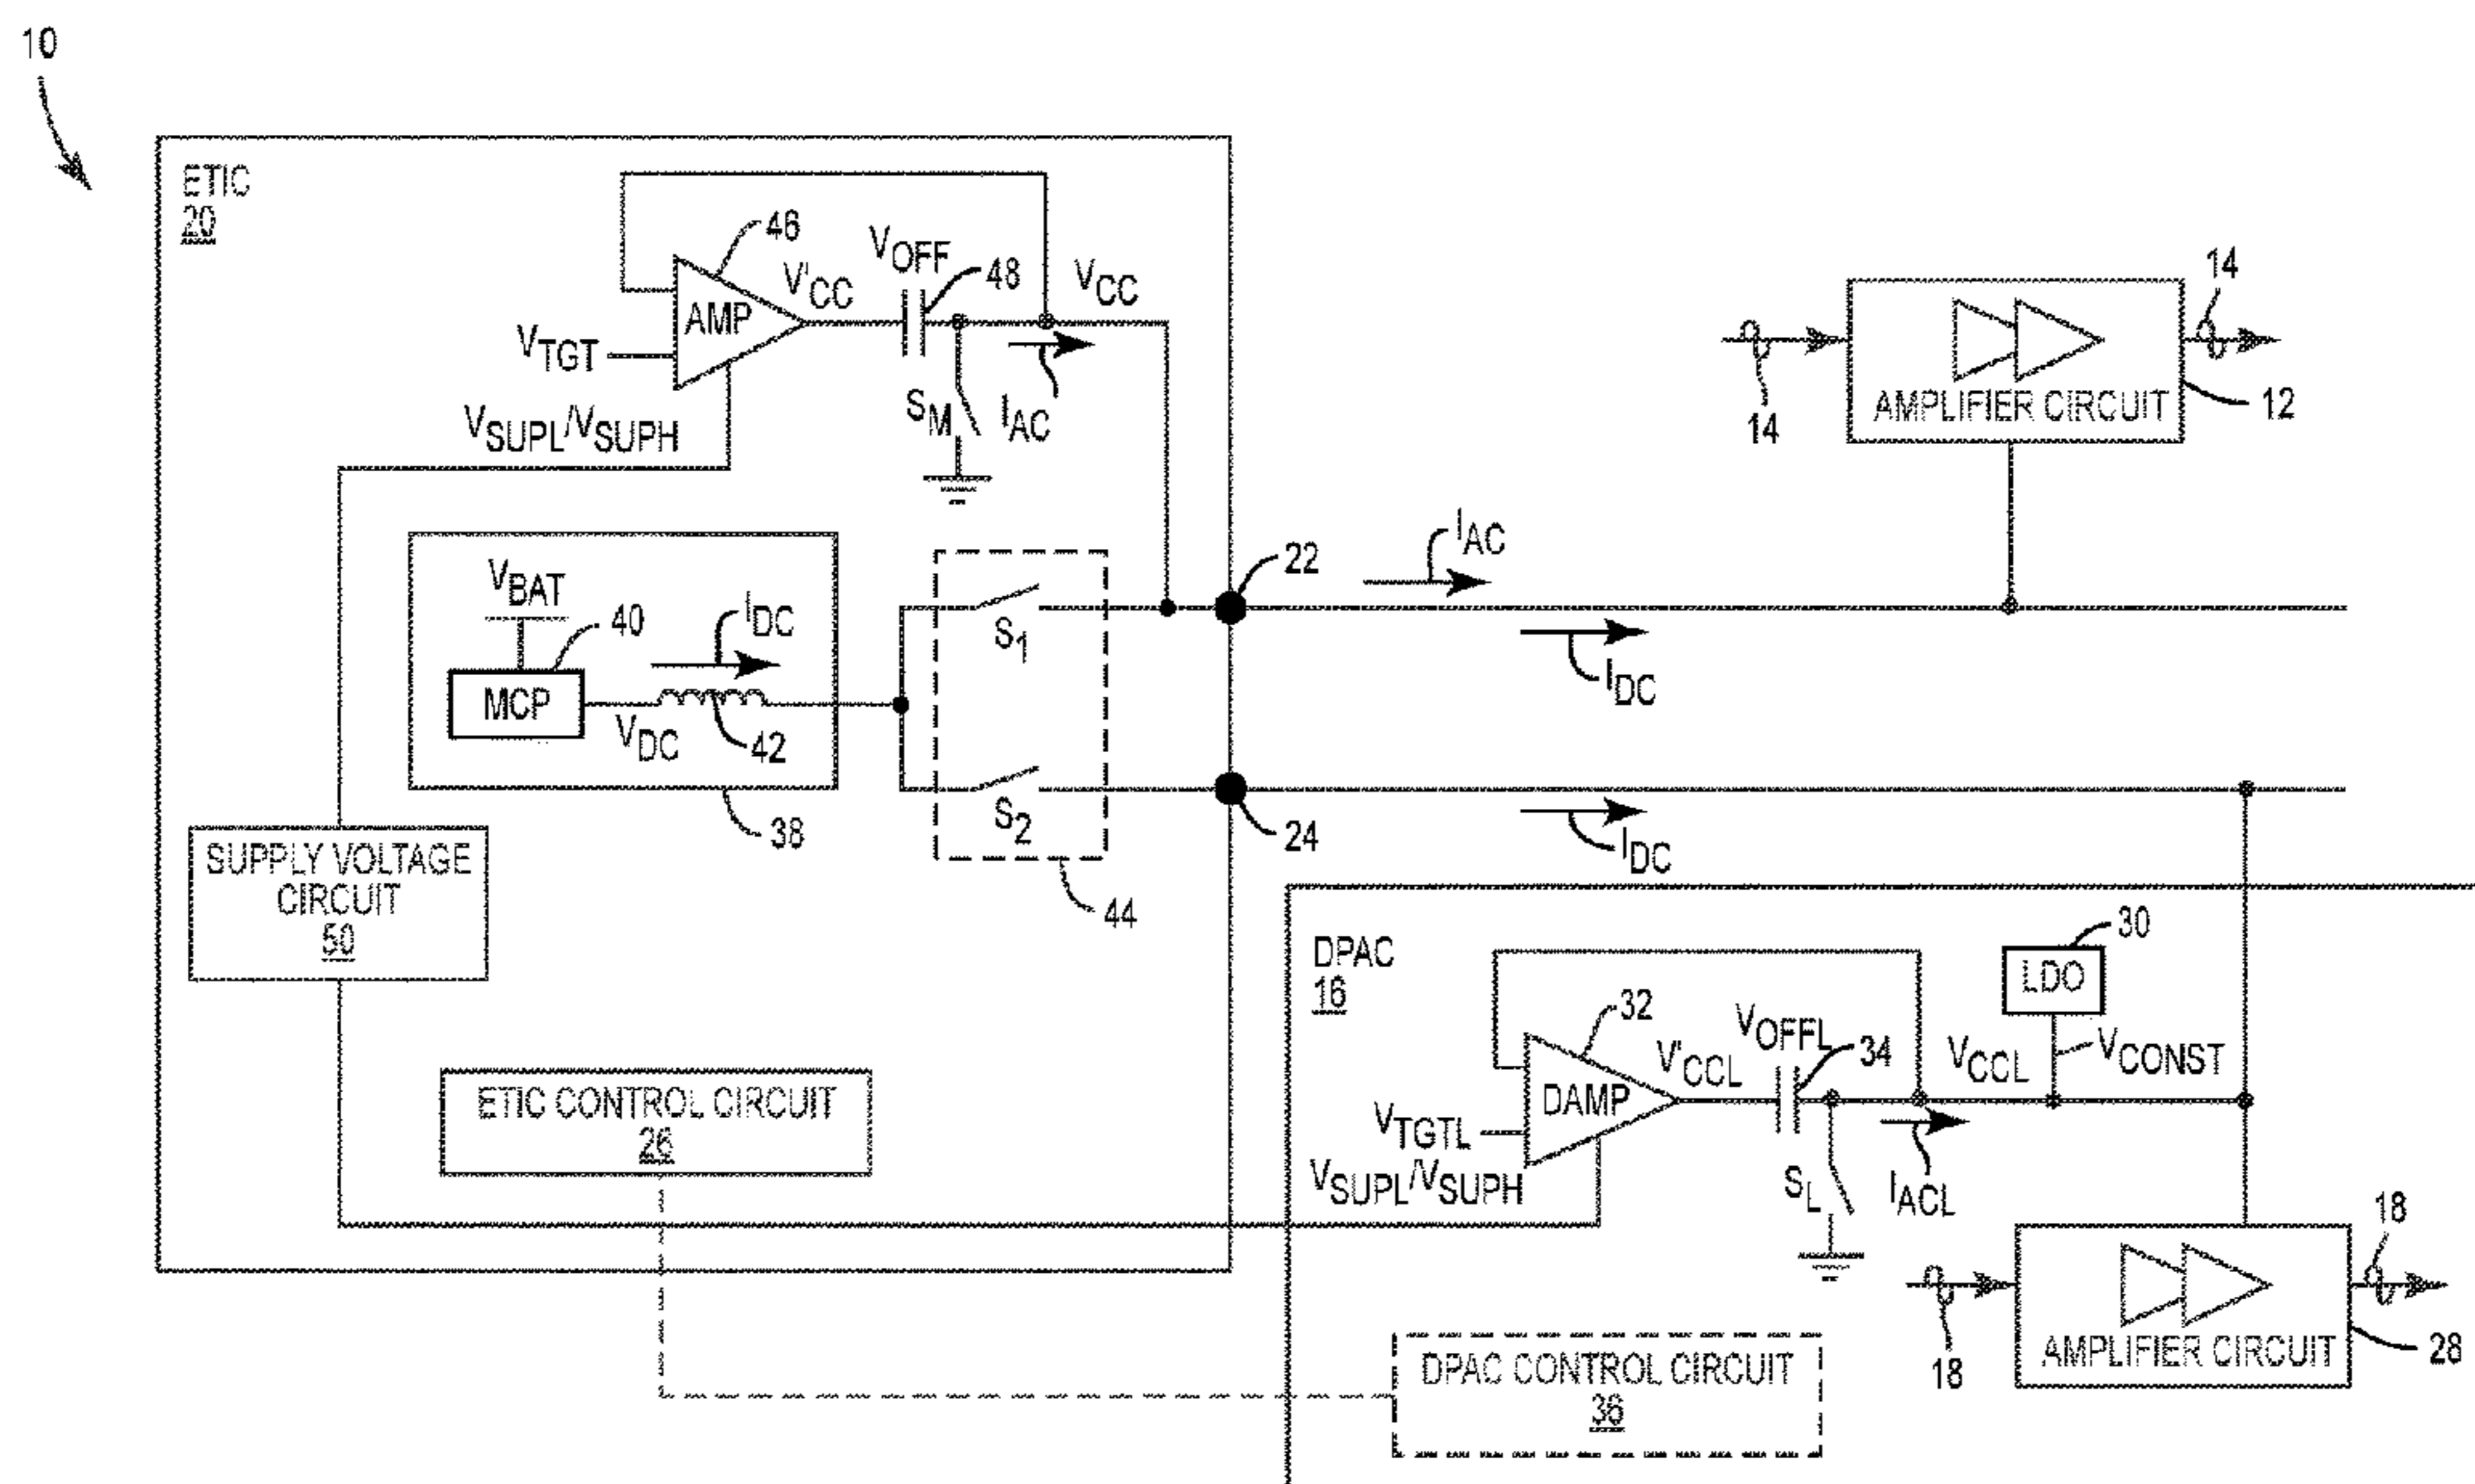 10
ETIC
20
46
V'CC
VOFF
48
VCC
AMP
VTGT
VSUPL/VSUPH
SM
IAC
14
14
AMPLIFIER CIRCUIT
12
VBAT
40
IDC
MCP
VDC
42
38
S1
S2
44
22
24
IAC
IDC
IDC
SUPPLY VOLTAGE
CIRCUIT
50
ETIC CONTROL CIRCUIT
26
DPAC
16
32
V'CCL
VOFFL
34
VCCL
30
LDO
VCONST
DAMP
VTGTL
VSUPL/VSUPH
SL
IACL
18
18
AMPLIFIER CIRCUIT
28
DPAC CONTROL CIRCUIT
36